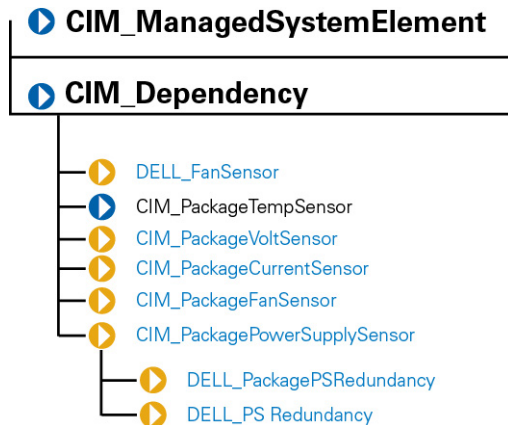 CIM_ManagedSystemElement
CIM_Dependency
DELL_FanSensor
CIM_PackageTempSensor
CIM_PackageVoltSensor
CIM_PackageCurrentSensor
CIM_PackageFanSensor
CIM_PackagePowerSupplySensor
DELL_PackagePSRedundancy
DELL_PS Redundancy